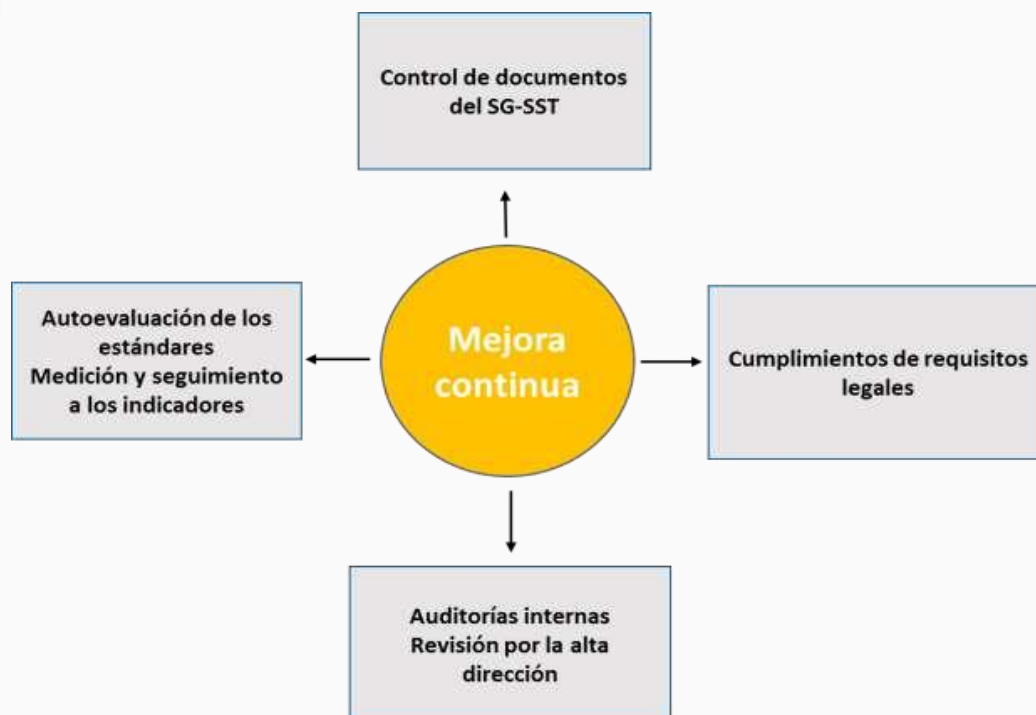 Control de documentos
del SG-SST
Autoevaluación de los
estándares
Medición y seguimiento
a los indicadores
Mejora
continua
Cumplimientos de requisitos
legales
Auditorías internas
Revisión por la alta
dirección